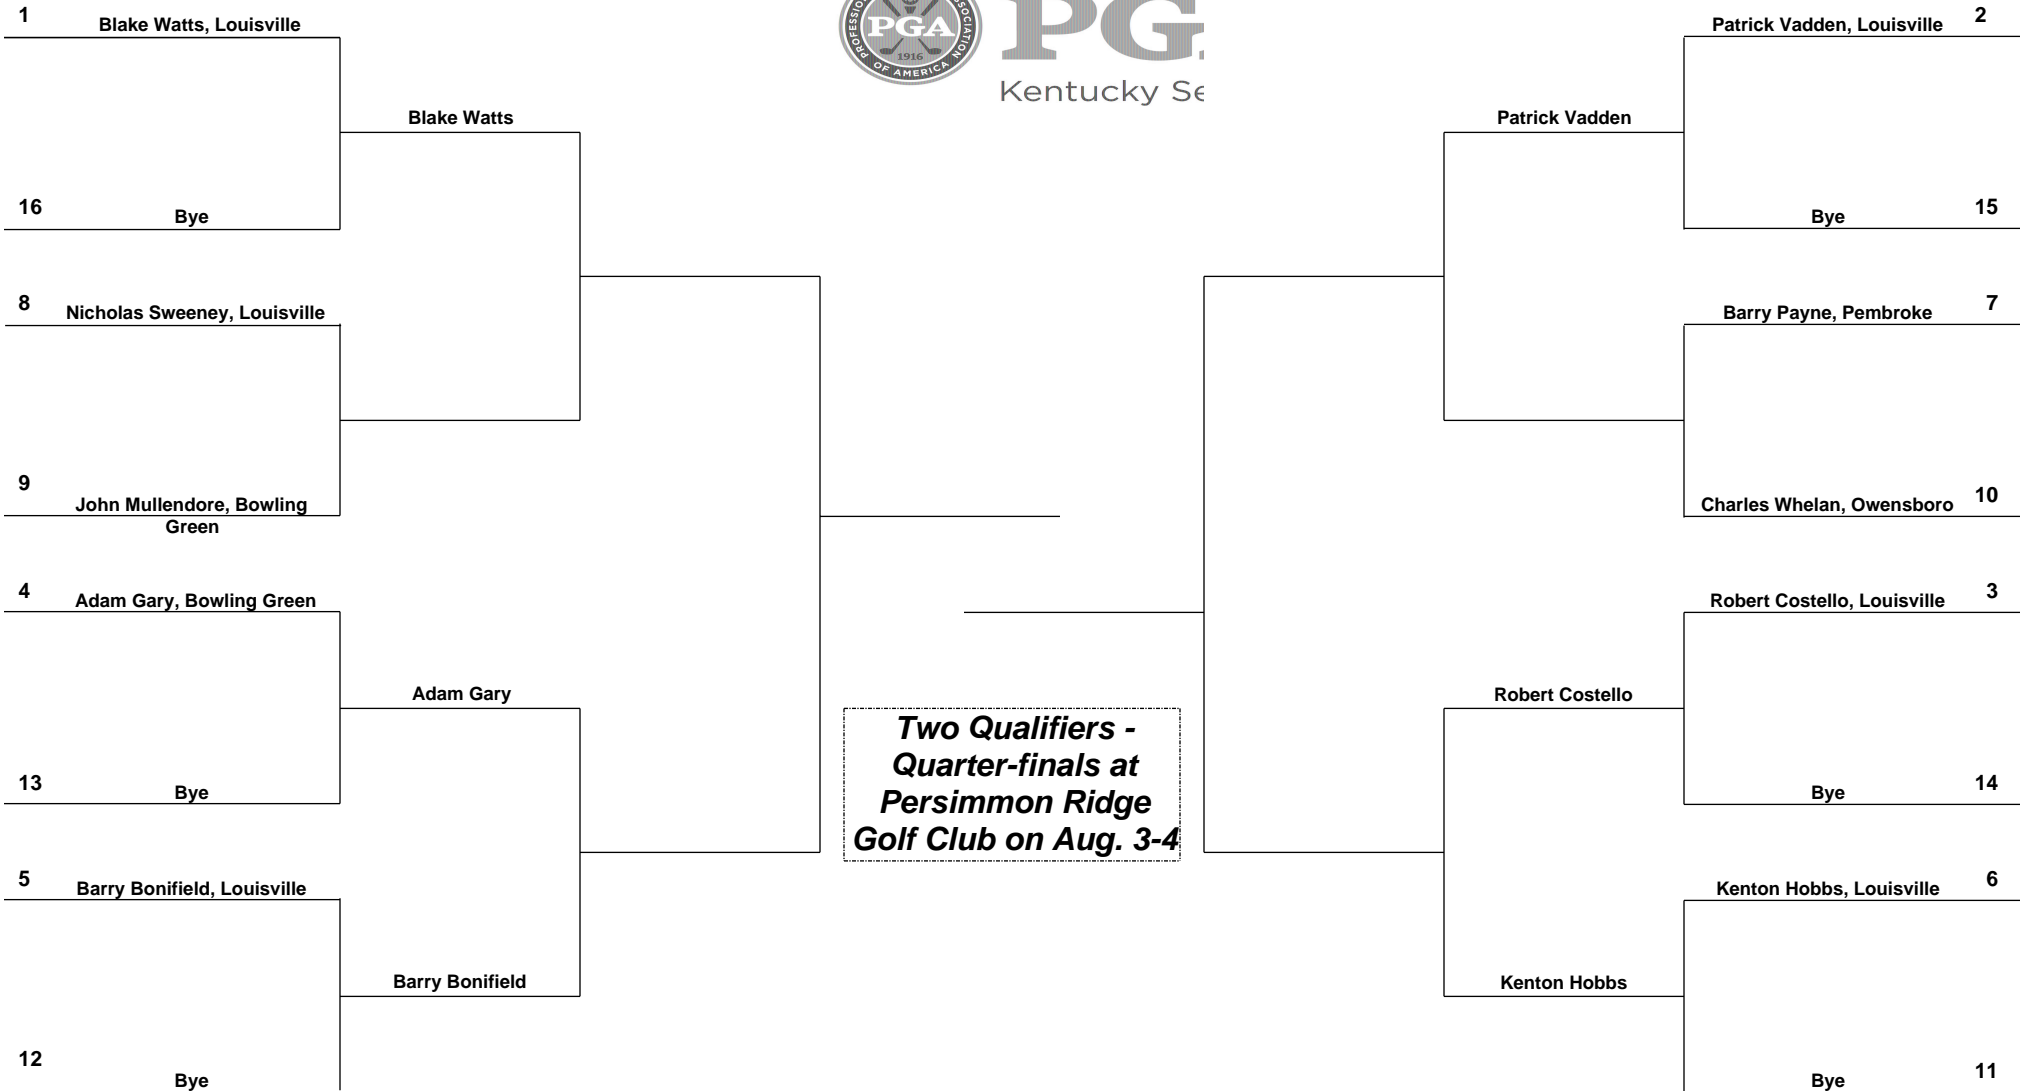 1
Blake Watts, Louisville
16
Bye
8
Nicholas Sweeney, Louisville
9
John Mullendore, Bowling
Green
4
Adam Gary, Bowling Green
13
Bye
5
Barry Bonifield, Louisville
12
Bye
Blake Watts
Adam Gary
Barry Bonifield
PGA
1916
OF AMERICA
Kentucky Se
Two Qualifiers -
Quarter-finals at
Persimmon Ridge
Golf Club on Aug. 3-4
Patrick Vadden
Robert Costello
Kenton Hobbs
Patrick Vadden, Louisville
2
Bye
15
Barry Payne, Pembroke
7
Charles Whelan, Owensboro
10
Robert Costello, Louisville
3
Bye
14
Kenton Hobbs, Louisville
6
Bye
11